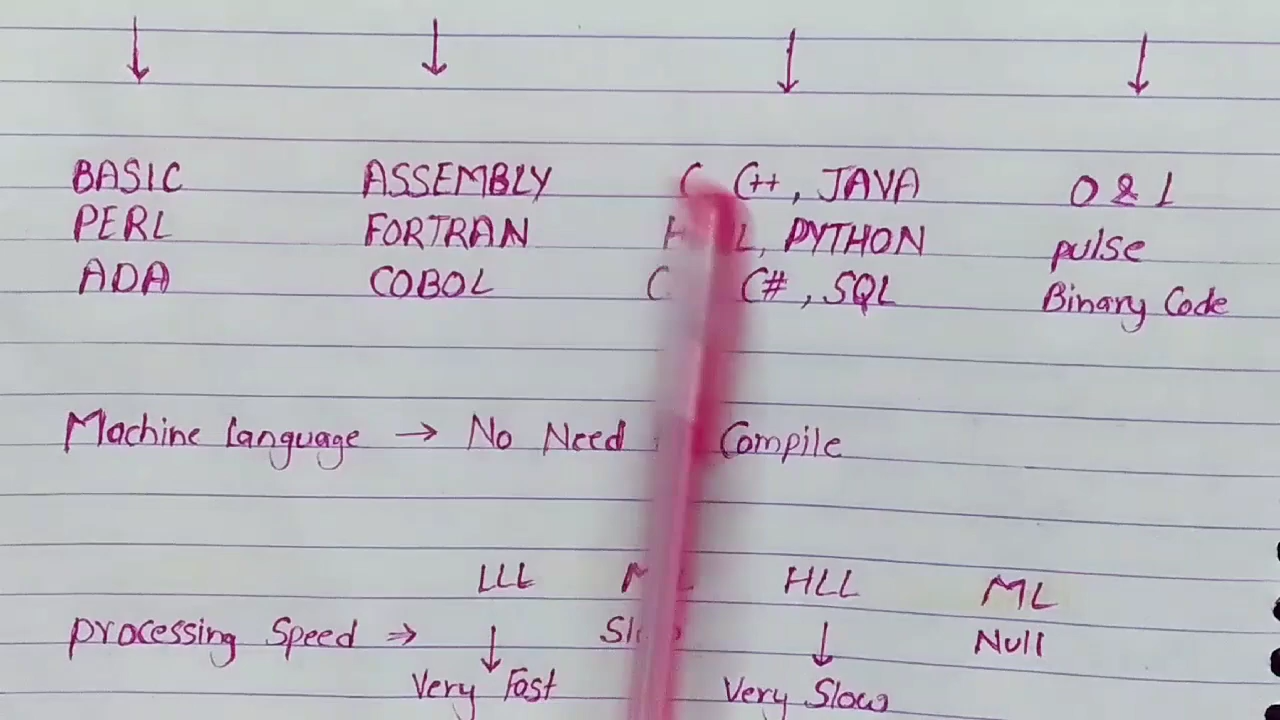 BASIC ASSEMBLY C C++, JAVA 0 & 1
PERL FORTRAN PYTHON pulse
ADA COBOL C#, SQL Binary Code
Machine Language → No Need Compile
LLL HLL ML
processing Speed ⇒ Null
Very Fast Very Slow